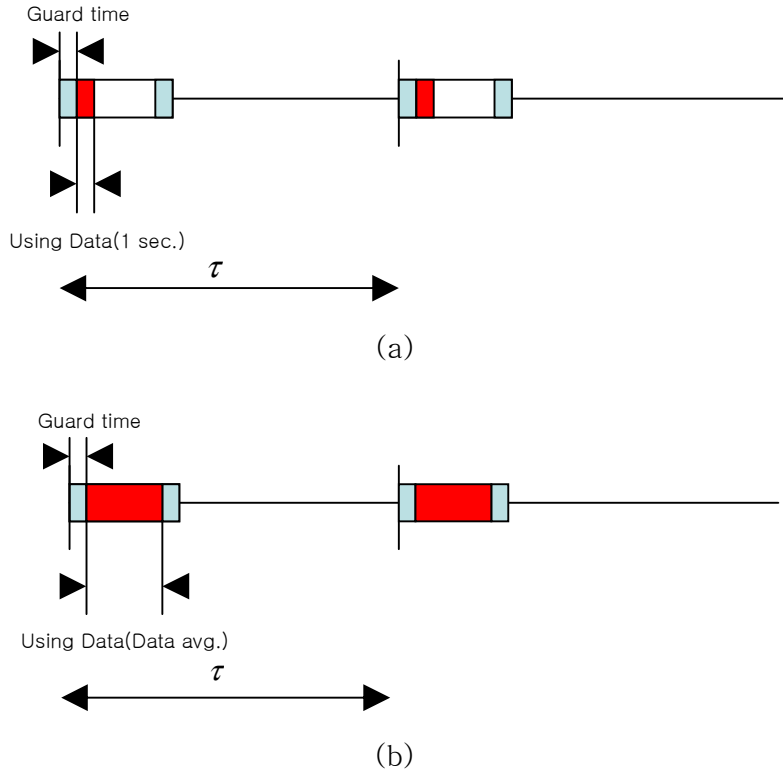 Guard time
Using Data(1 sec.)
τ
(a)
Guard time
Using Data(Data avg.)
τ
(b)